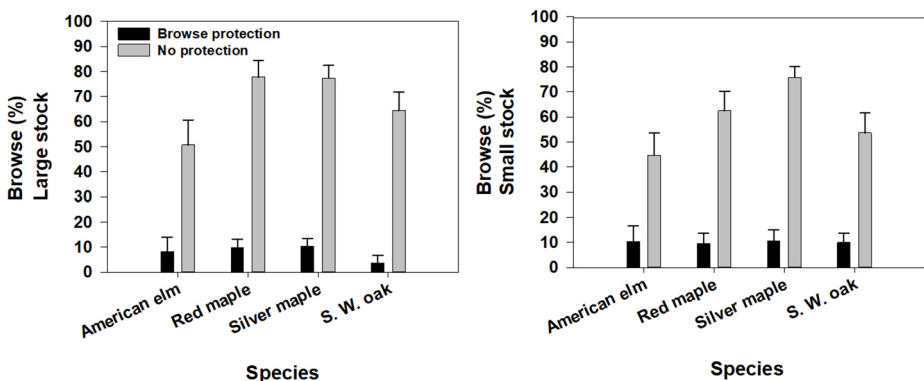 Browse (%)
Large stock
100
90
80
70
60
50
40
30
20
10
0
Browse protection
No protection
American elm
Red maple
Silver maple
S. W. oak
Species
Browse (%)
Small stock
100
90
80
70
60
50
40
30
20
10
0
American elm
Red maple
Silver maple
S. W. oak
Species